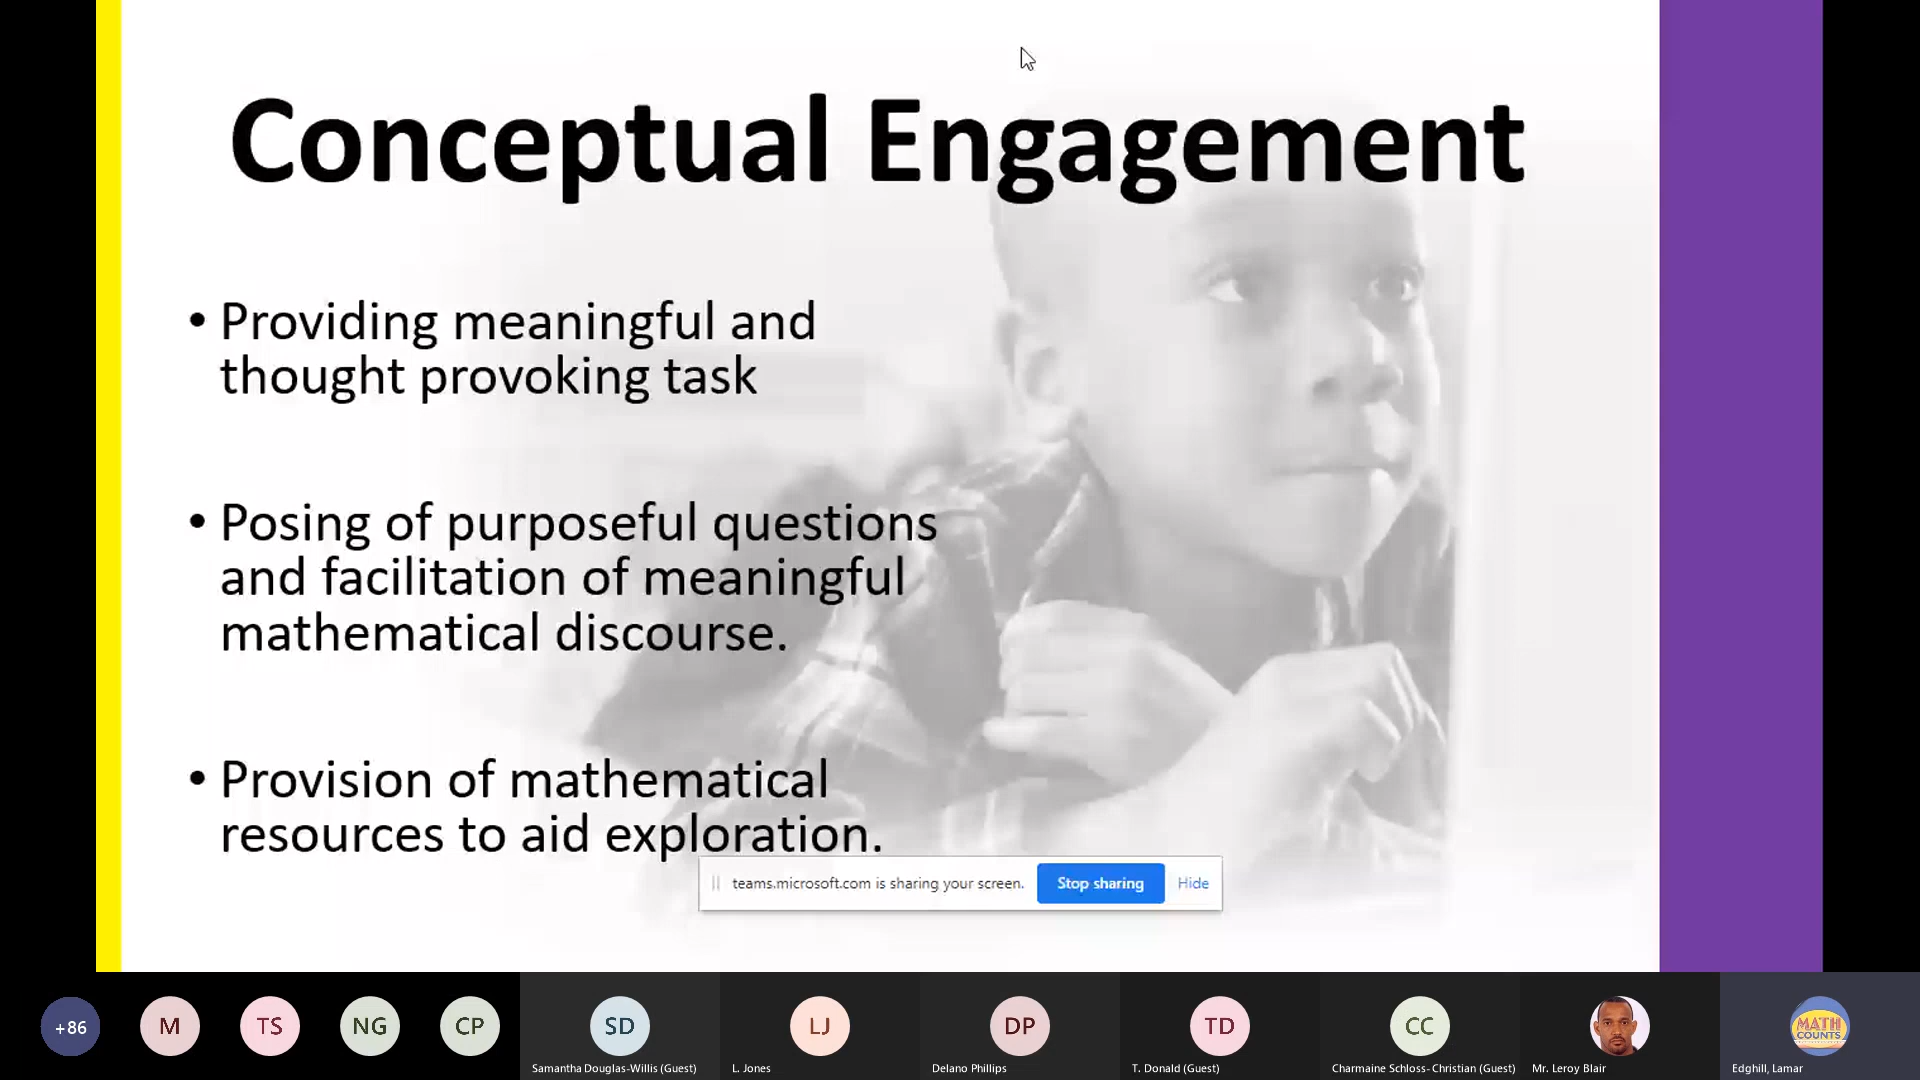 Conceptual Engagement
• Providing meaningful and
thought provoking task
• Posing of purposeful questions
and facilitation of meaningful
mathematical discourse.
• Provision of mathematical
resources to aid exploration.
teams.microsoft.com is sharing your screen. Stop sharing Hide
+86 M TS NG CP SD LJ DP TD CC MATH
COUNTS
Samantha Douglas-Willis (Guest) L. Jones Delano Phillips T. Donald (Guest) Charmaine Schloss- Christian (Guest) Mr. Leroy Blair Edghill, Lamar